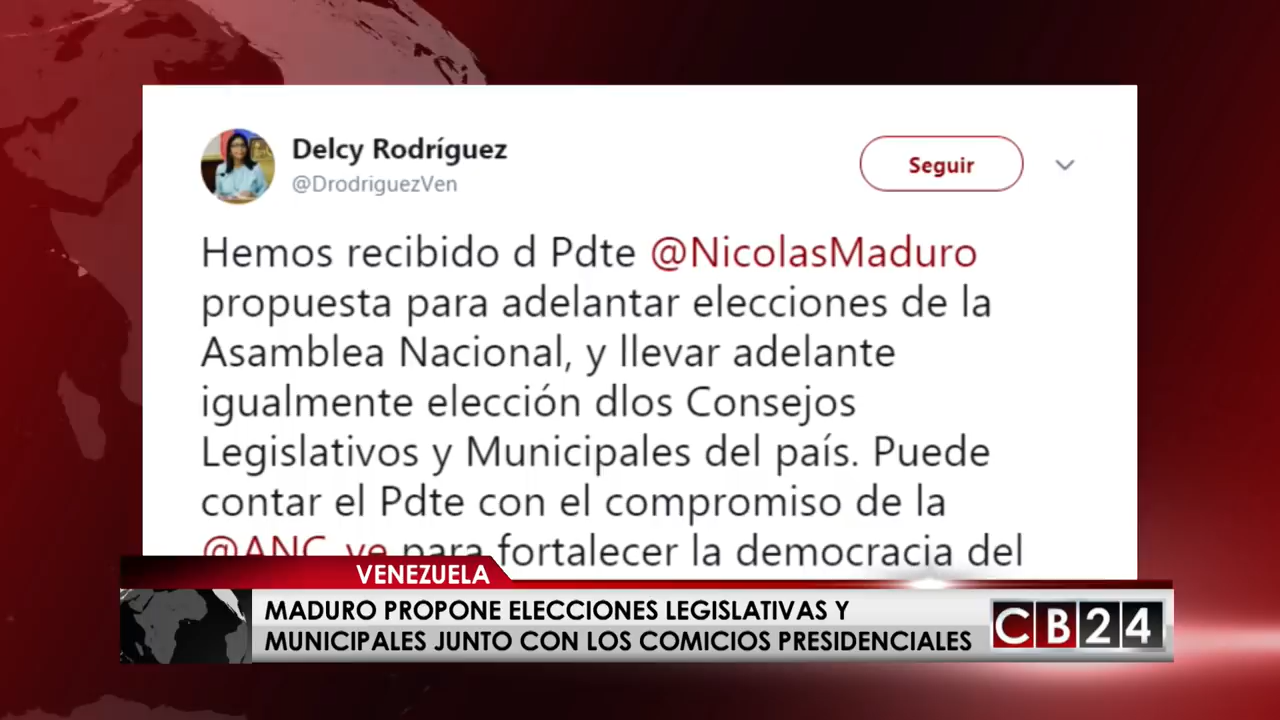 Delcy Rodríguez
@DrodriguezVen
Seguir
Hemos recibido d Pdte @NicolasMaduro
propuesta para adelantar elecciones de la
Asamblea Nacional, y llevar adelante
igualmente elección dlos Consejos
Legislativos y Municipales del país. Puede
contar el Pdte con el compromiso de la
@ANC_ve para fortalecer la democracia del
VENEZUELA
MADURO PROPONE ELECCIONES LEGISLATIVAS Y
MUNICIPALES JUNTO CON LOS COMICIOS PRESIDENCIALES
CB24